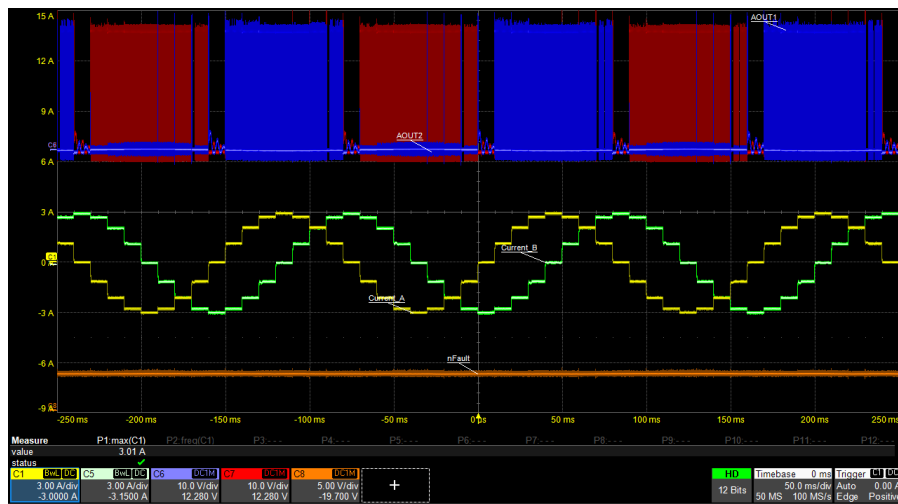 15 A
AOUT1
12 A
9 A
C6
AOUT2
6 A
3 A
Current_B
C1
0 A
Current_A
-3 A
nFault
-6 A
-9 A
-250 ms -200 ms -150 ms -100 ms -50 ms 0 ms 50 ms 100 ms 150 ms 200 ms 250 ms
Measure P1:max(C1) P2:freq(C1) P3:- - - P4:- - - P5:- - - P6:- - - P7:- - - P8:- - - P9:- - - P10:- - - P11:- - - P12:- - -
value 3.01 A
status
C1 BwL DC C5 BwL DC C6 DC1M C7 DC1M C8 DC1M HD Timebase 0 ms Trigger C1 DC
3.00 A/div 3.00 A/div 10.0 V/div 10.0 V/div 5.00 V/div + 12 Bits 50.0 ms/div Auto 0.00 A
-3.0000 A -3.1500 A 12.280 V 12.280 V -19.700 V 50 MS 100 MS/s Edge Positive